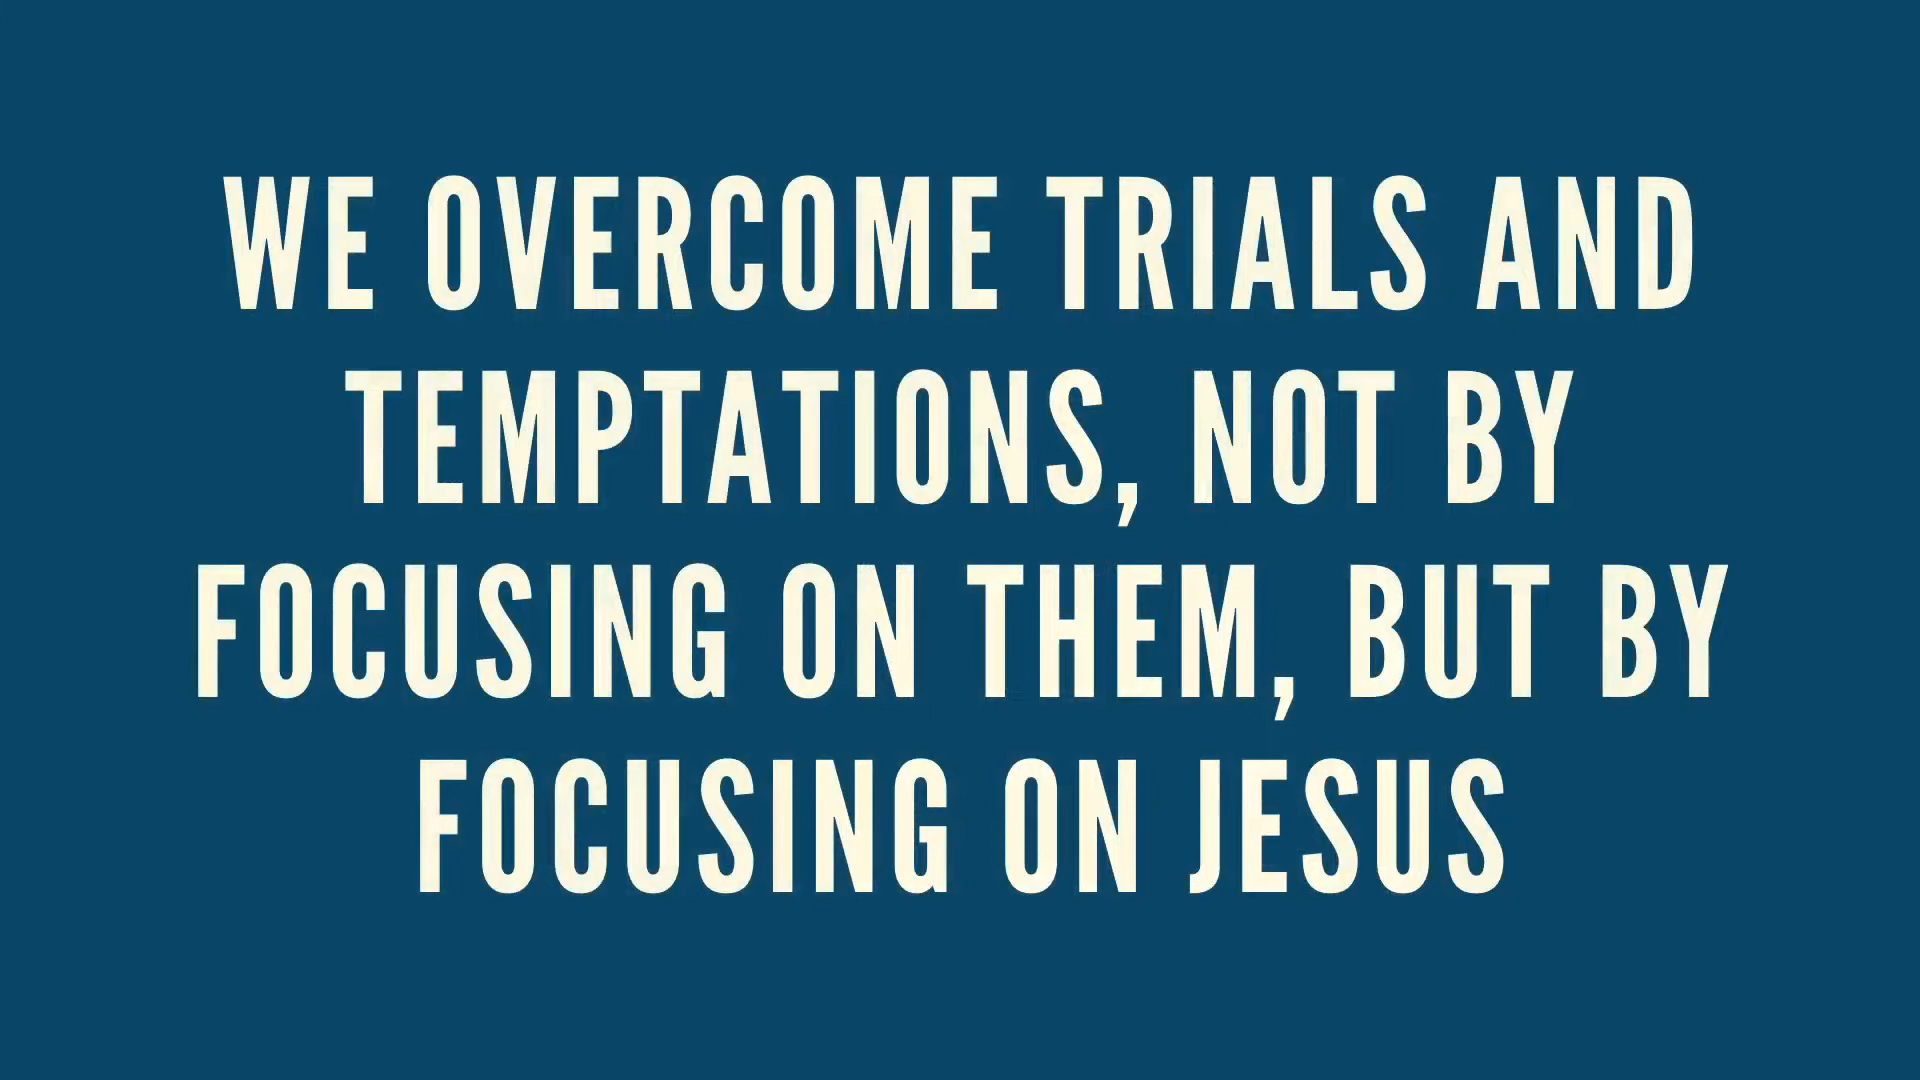 WE OVERCOME TRIALS AND
TEMPTATIONS, NOT BY
FOCUSING ON THEM, BUT BY
FOCUSING ON JESUS